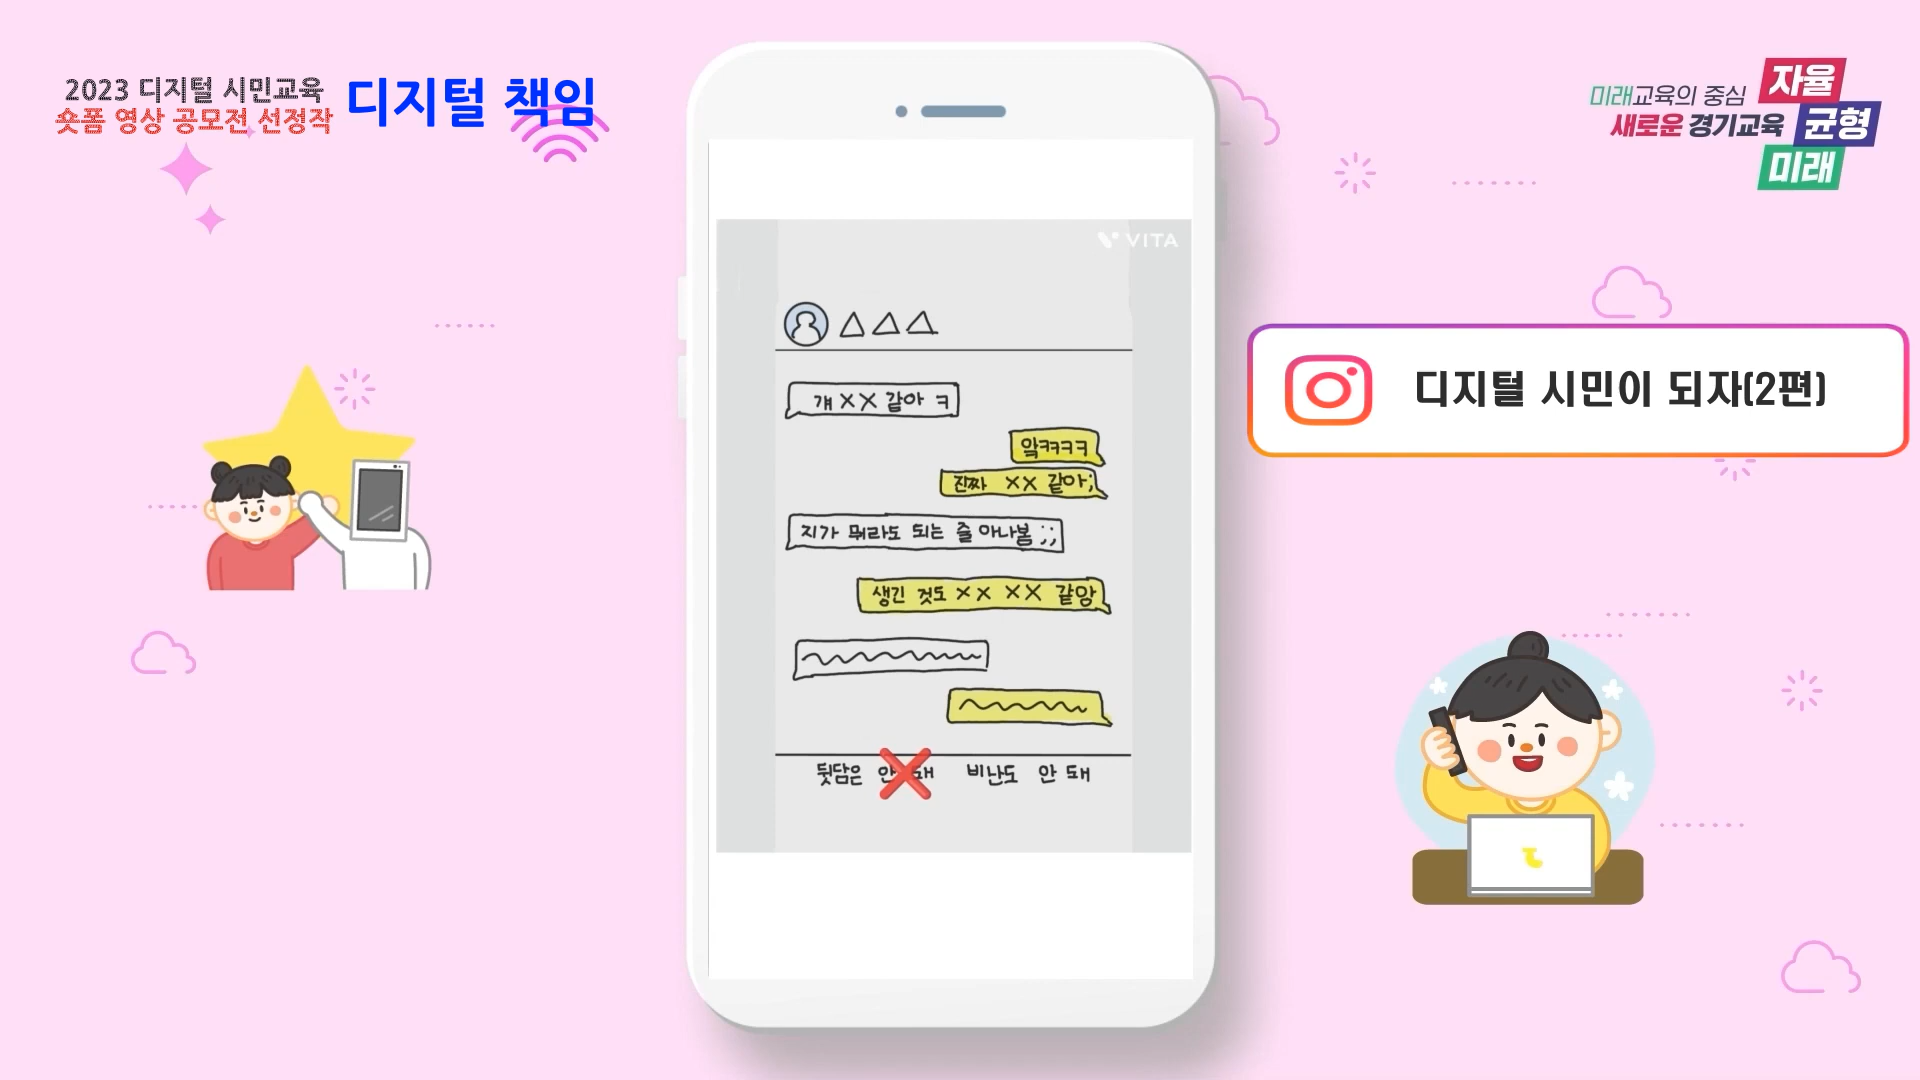 2023 디지털 시민교육
숏폼 영상 공모전 선정작
디지털 책임
미래교육의 중심
새로운 경기교육
자율
균형
미래
VITA
△△△
걔 XX 같아 ㅋ
앜ㅋㅋㅋㅋ
진짜 XX 같아;
지가 뭐라도 되는 줄 아나봄 ;;
생긴 것도 XX XX 같앙
뒷담은 안 돼 비난도 안 돼
디지털 시민이 되자(2편)